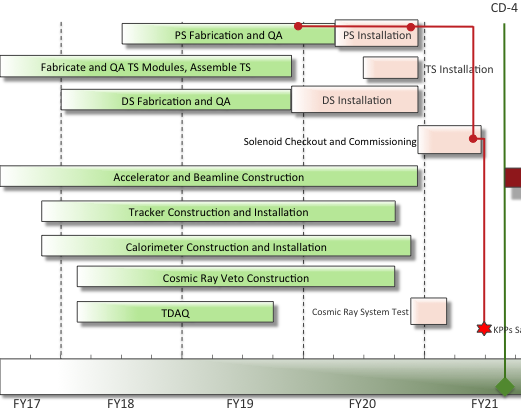 CD-4
PS Fabrication and QA
PS Installation
Fabricate and QA TS Modules, Assemble TS
TS Installation
DS Fabrication and QA
DS Installation
Solenoid Checkout and Commissioning
Accelerator and Beamline Construction
Tracker Construction and Installation
Calorimeter Construction and Installation
Cosmic Ray Veto Construction
TDAQ
Cosmic Ray System Test
KPPs
FY17 FY18 FY19 FY20 FY21